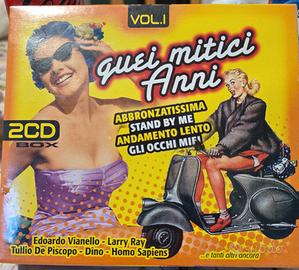 VOL.I
quei mitici
Anni
ABBRONZATISSIMA
STAND BY ME
ANDAMENTO LENTO
GLI OCCHI MIEI
2CD
BOX
Edoardo Vianello - Larry Ray
Tullio De Piscopo - Dino - Homo Sapiens
...e tanti altri ancora